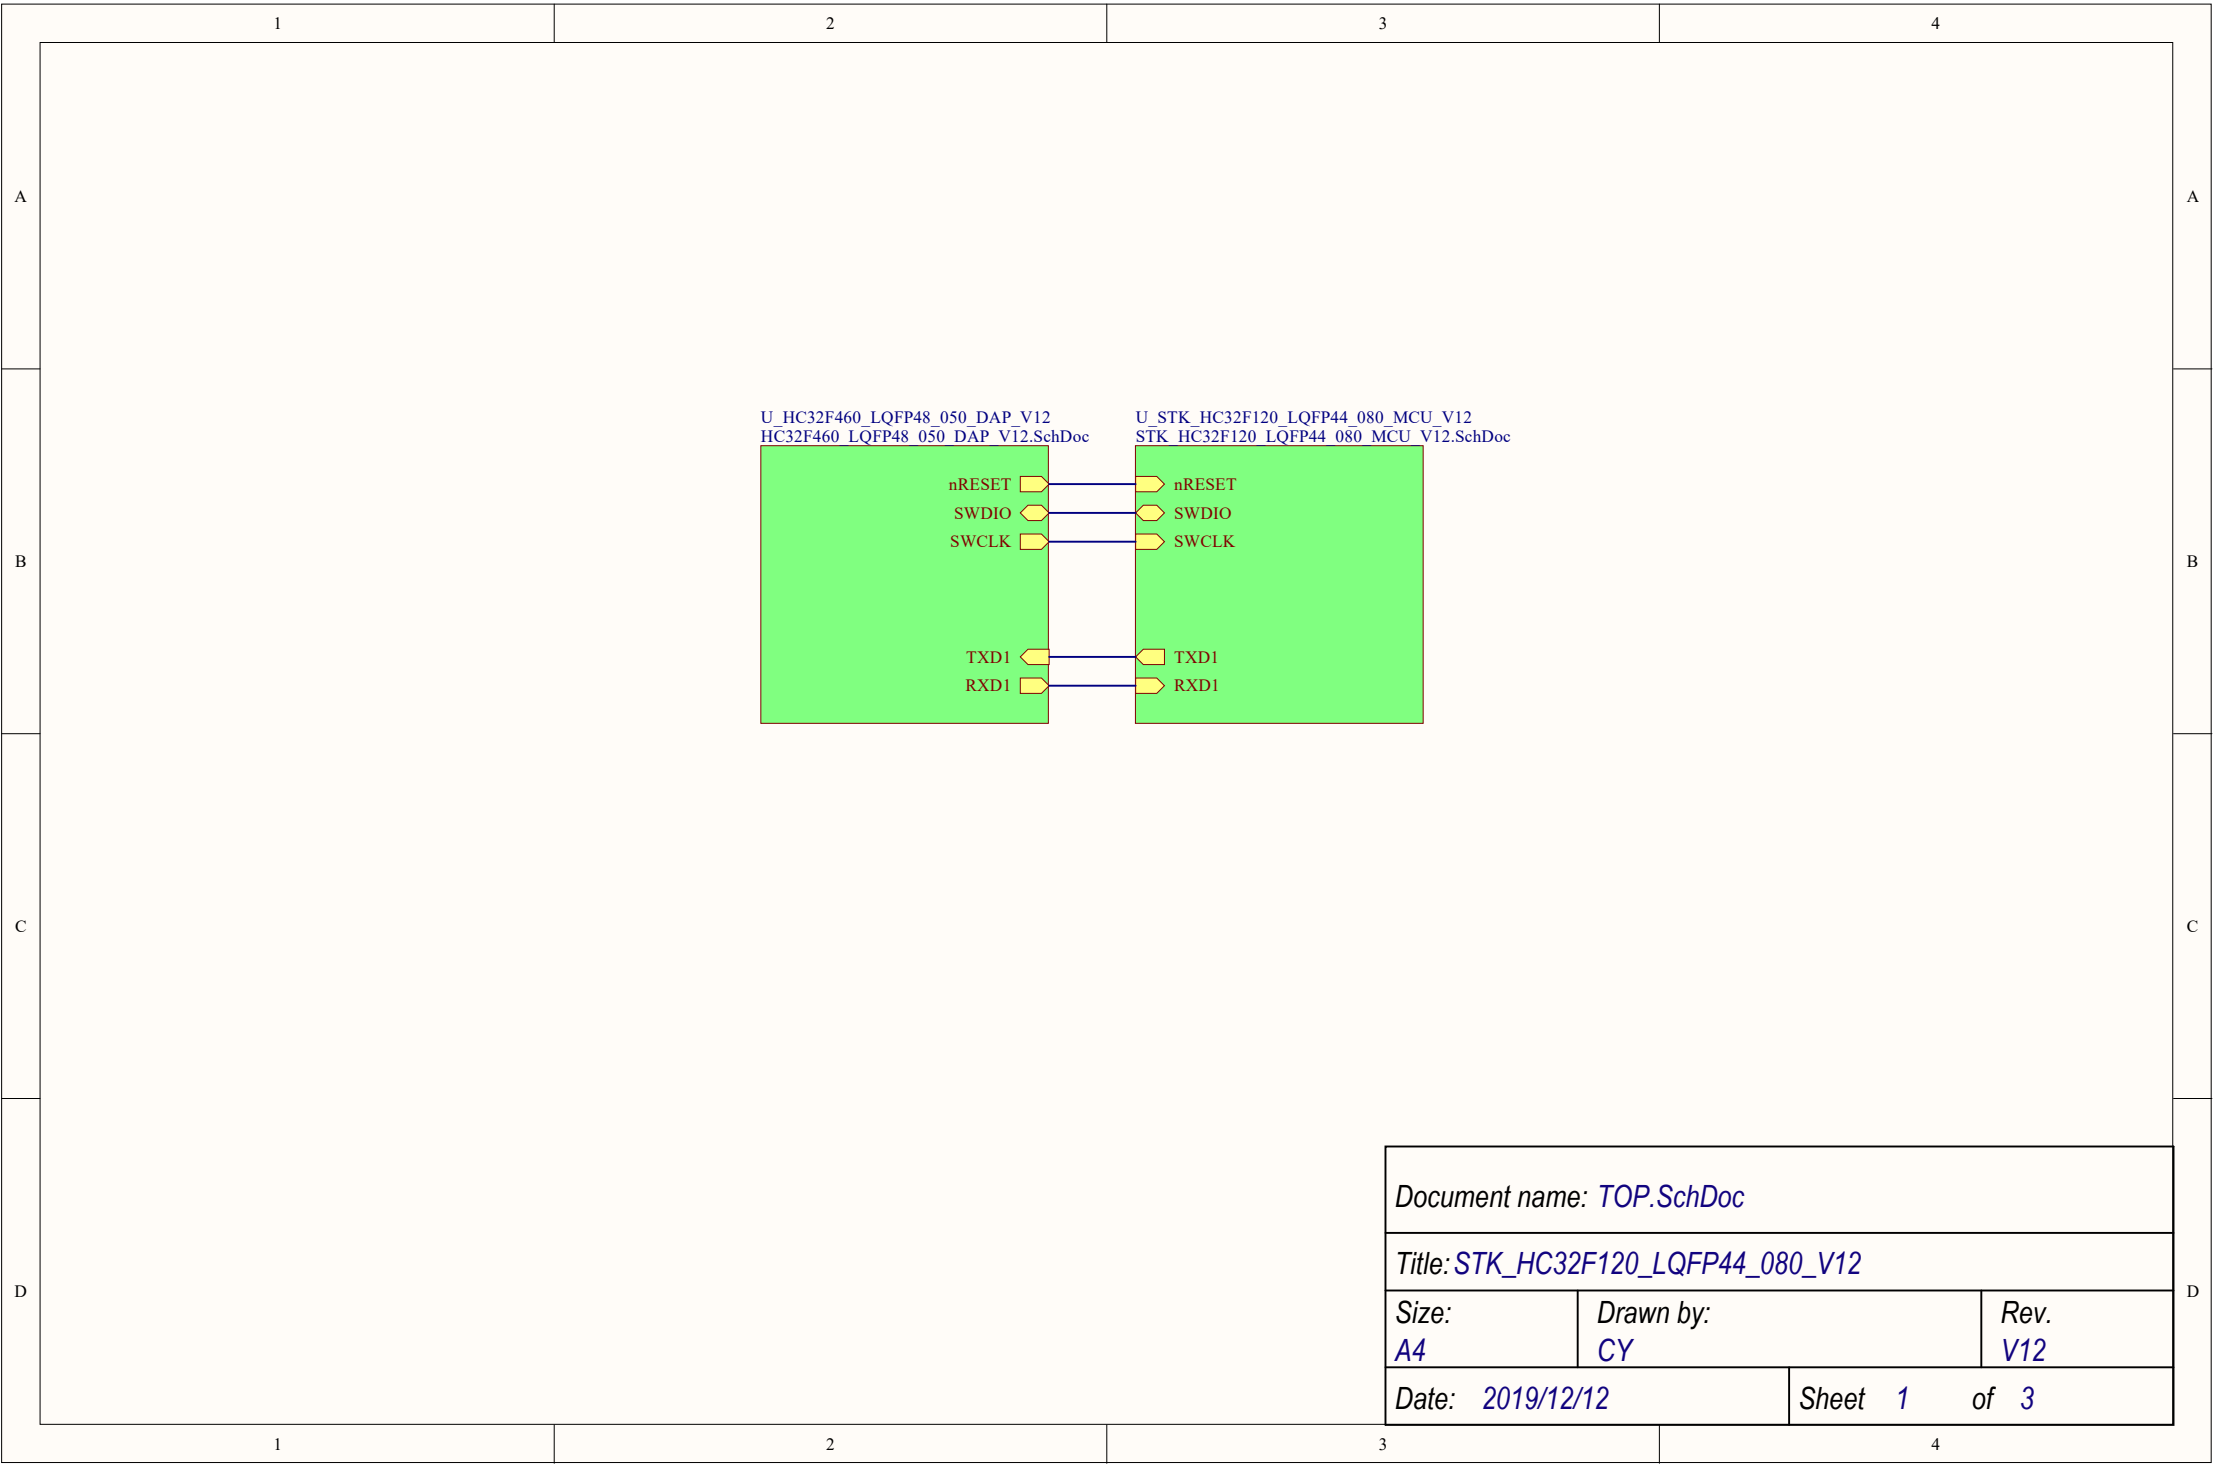 1 2 3 4
A A
U_HC32F460_LQFP48_050_DAP_V12 U_STK_HC32F120_LQFP44_080_MCU_V12
HC32F460_LQFP48_050_DAP_V12.SchDoc STK_HC32F120_LQFP44_080_MCU_V12.SchDoc
nRESET nRESET
SWDIO SWDIO
SWCLK SWCLK
B B
TXD1 TXD1
RXD1 RXD1
C C
Document name: TOP.SchDoc
Title: STK_HC32F120_LQFP44_080_V12
D D
Size: Drawn by: Rev.
A4 CY V12
Date: 2019/12/12 Sheet 1 of 3
1 2 3 4